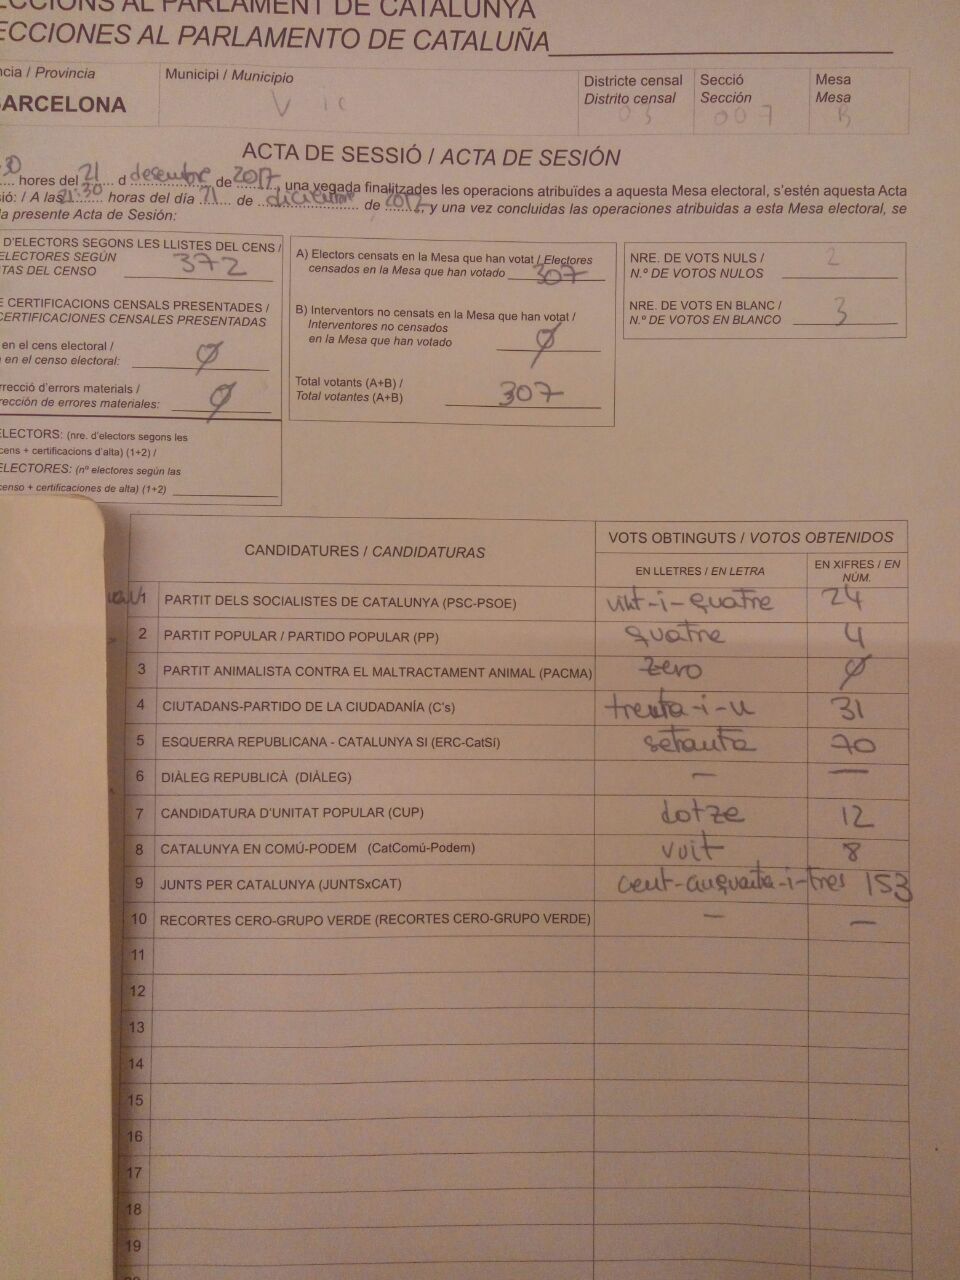 ECCIONS AL PARLAMENT DE CATALUNYA
ECCIONES AL PARLAMENTO DE CATALUÑA
ncia / Provincia
BARCELONA
Municipi / Municipio
Vic
Districte censal
Distrito censal
03
Secció
Sección
007
Mesa
Mesa
B
ACTA DE SESSIÓ / ACTA DE SESIÓN
30 hores del 21 d desembre de 2017, una vegada finalitzades les operacions atribuïdes a aquesta Mesa electoral, s'estén aquesta Acta
sió: / A las 21:30 horas del día 21 de diciembre de 2017, y una vez concluidas las operaciones atribuidas a esta Mesa electoral, se
la presente Acta de Sesión:
D'ELECTORS SEGONS LES LLISTES DEL CENS /
ELECTORES SEGÚN
TAS DEL CENSO 372
E CERTIFICACIONS CENSALS PRESENTADES /
CERTIFICACIONES CENSALES PRESENTADAS
en el cens electoral /
en el censo electoral: 0
rrecció d'errors materials /
rección de errores materiales: 0
ELECTORS: (nre. d'electors segons les
cens + certificacions d'alta) (1+2) /
ELECTORES: (nº electores según las
censo + certificaciones de alta) (1+2)
A) Electors censats en la Mesa que han votat / Electores
censados en la Mesa que han votado 307
B) Interventors no censats en la Mesa que han votat /
Interventores no censados
en la Mesa que han votado 0
Total votants (A+B) /
Total votantes (A+B) 307
NRE. DE VOTS NULS /
N.º DE VOTOS NULOS 2
NRE. DE VOTS EN BLANC /
N.º DE VOTOS EN BLANCO 3
CANDIDATURES / CANDIDATURAS
VOTS OBTINGUTS / VOTOS OBTENIDOS
EN LLETRES / EN LETRA
EN XIFRES / EN
NÚM.
1 PARTIT DELS SOCIALISTES DE CATALUNYA (PSC-PSOE) vint-i-quatre 24
2 PARTIT POPULAR / PARTIDO POPULAR (PP) quatre 4
3 PARTIT ANIMALISTA CONTRA EL MALTRACTAMENT ANIMAL (PACMA) zero 0
4 CIUTADANS-PARTIDO DE LA CIUDADANÍA (C's) trenta-i-u 31
5 ESQUERRA REPUBLICANA - CATALUNYA SI (ERC-CatSí) setanta 70
6 DIÀLEG REPUBLICÀ (DIÀLEG) — —
7 CANDIDATURA D'UNITAT POPULAR (CUP) dotze 12
8 CATALUNYA EN COMÚ-PODEM (CatComú-Podem) vuit 8
9 JUNTS PER CATALUNYA (JUNTSxCAT) cent-cinquanta-i-tres 153
10 RECORTES CERO-GRUPO VERDE (RECORTES CERO-GRUPO VERDE) — —
11
12
13
14
15
16
17
18
19